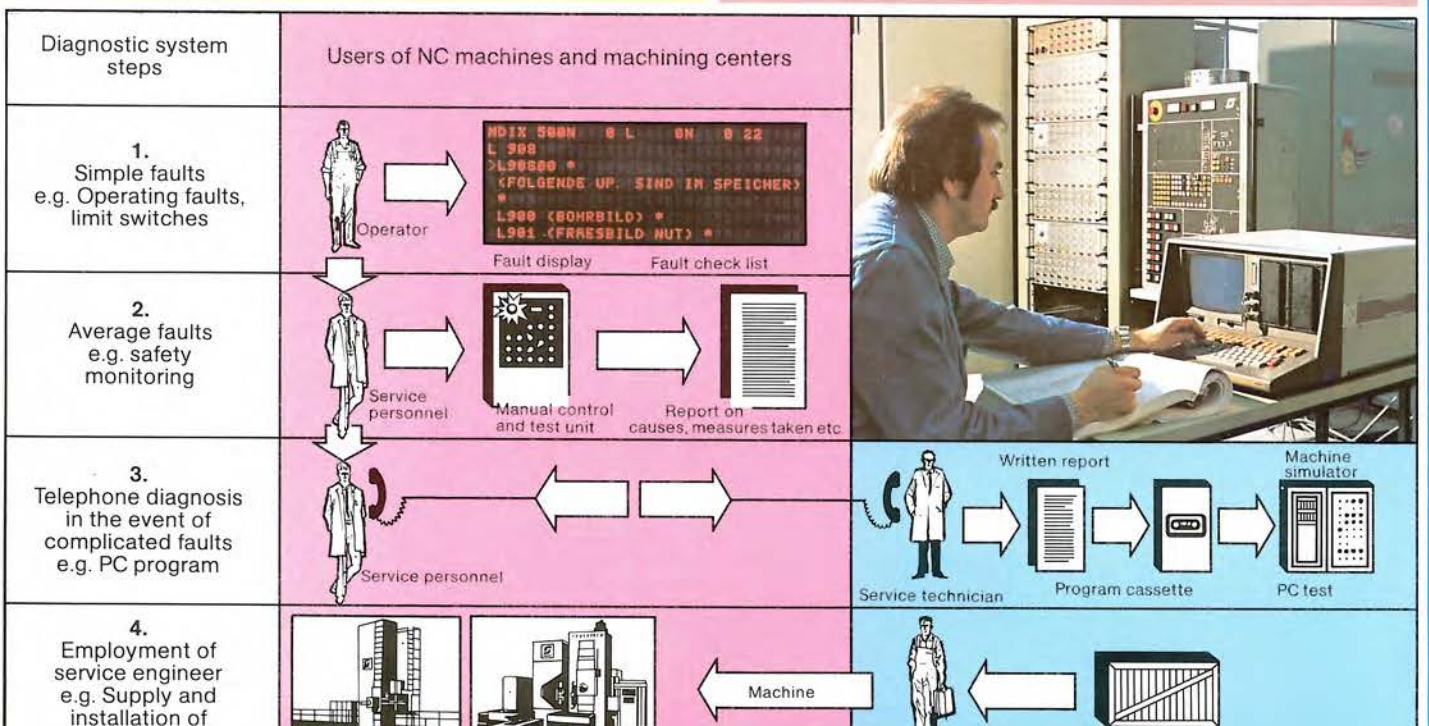 Diagnostic system
steps
Users of NC machines and machining centers
1.
Simple faults
e.g. Operating faults,
limit switches
Operator
MDIX 500N 0 L 0N 0 22
L 908
>L90800 *
(FOLGENDE UP. SIND IM SPEICHER)
*
L900 (BOHRBILD) *
L901 (FRAESBILD NUT) *
Fault display
Fault check list
2.
Average faults
e.g. safety
monitoring
Service
personnel
Manual control
and test unit
Report on
causes, measures taken etc.
3.
Telephone diagnosis
in the event of
complicated faults
e.g. PC program
Service personnel
Service technician
Written report
Program cassette
Machine
simulator
PC test
4.
Employment of
service engineer
e.g. Supply and
installation of
Machine